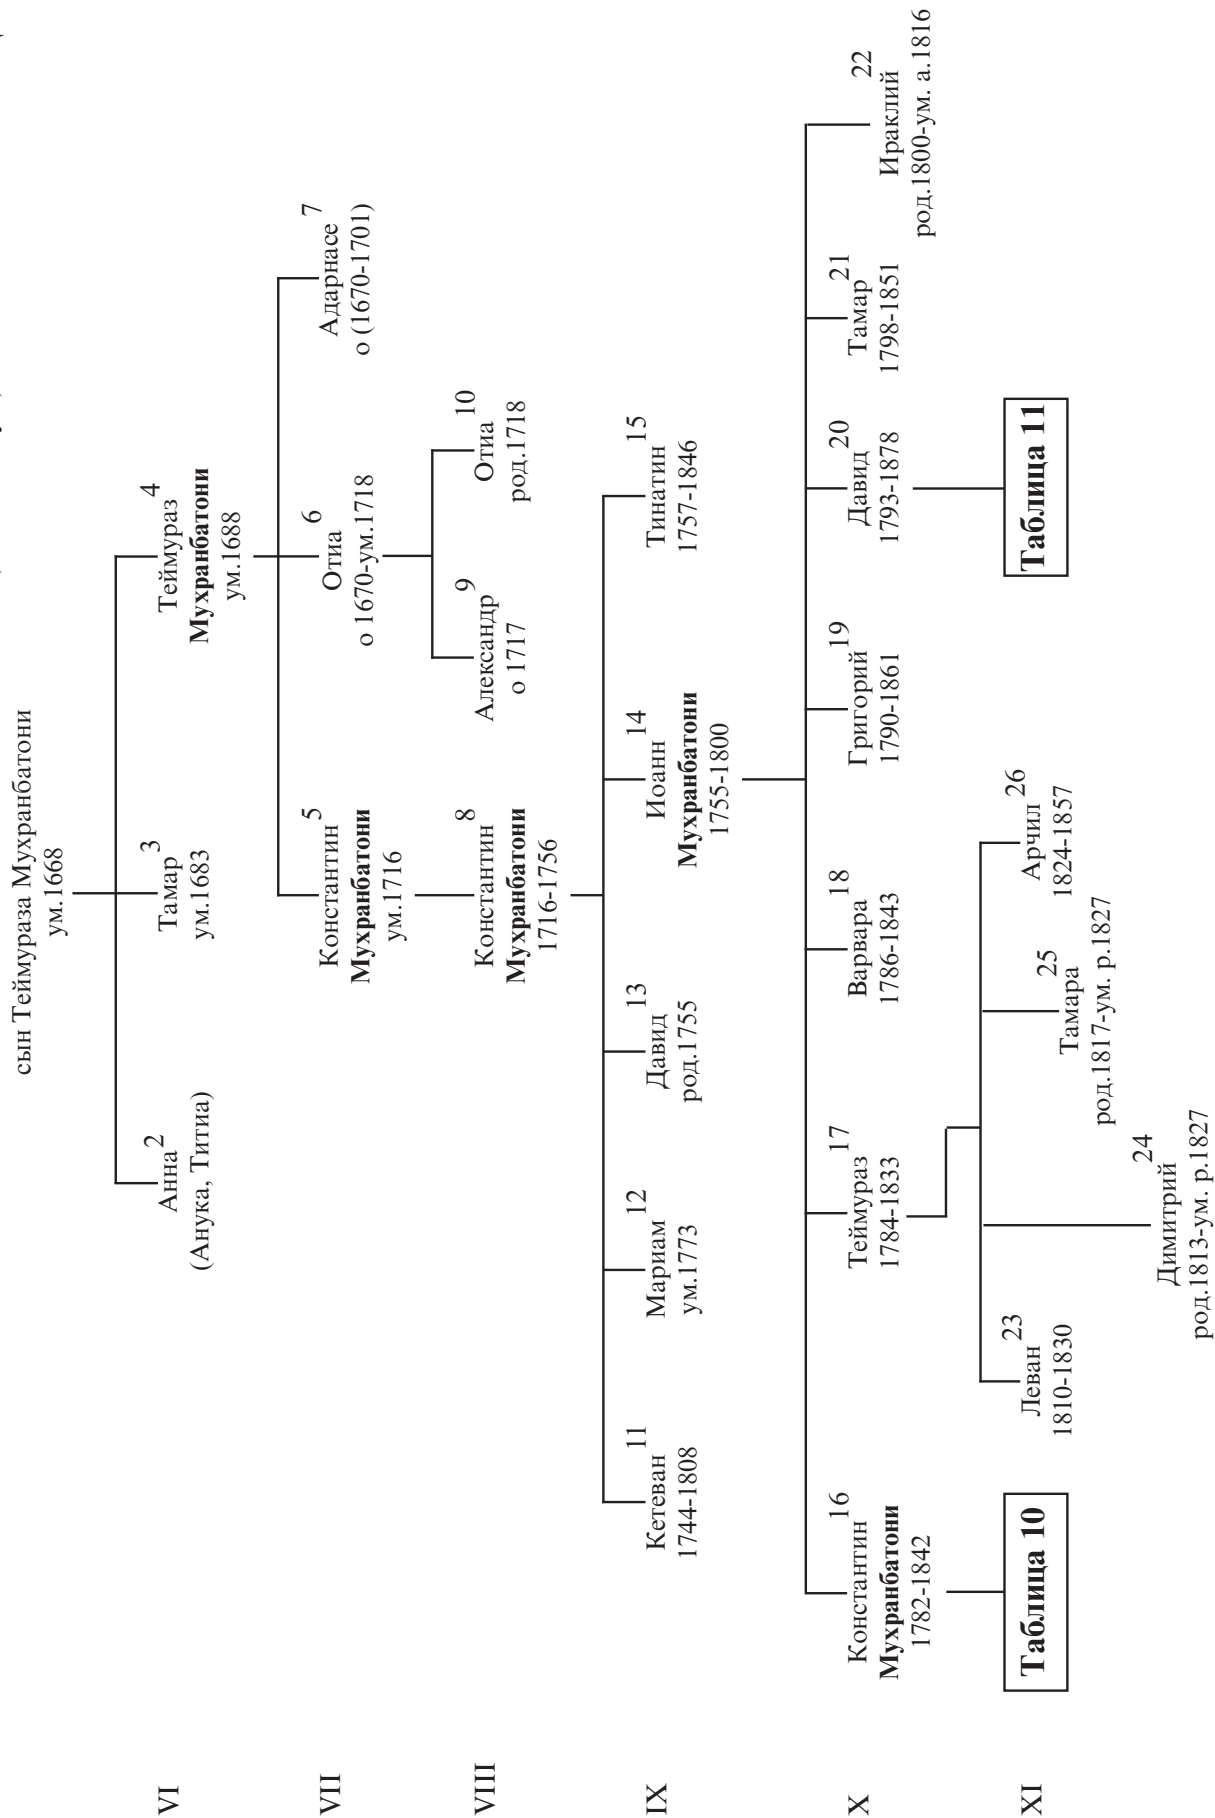 сын Теймураза Мухранбатони
ум.1668
VI
Анна 2
(Анука, Титиа)
Тамар 3
ум.1683
Теймураз 4
Мухранбатони
ум.1688
VII
Константин 5
Мухранбатони
ум.1716
Отиа 6
о 1670-ум.1718
Адарнасе 7
о (1670-1701)
VIII
Константин 8
Мухранбатони
1716-1756
Александр 9
о 1717
Отиа 10
род.1718
IX
Кетеван 11
1744-1808
Мариам 12
ум.1773
Давид 13
род.1755
Иоанн 14
Мухранбатони
1755-1800
Тинатин 15
1757-1846
X
Константин 16
Мухранбатони
1782-1842
Теймураз 17
1784-1833
Варвара 18
1786-1843
Григорий 19
1790-1861
Давид 20
1793-1878
Тамар 21
1798-1851
Ираклий 22
род.1800-ум. а.1816
XI
Таблица 10
Леван 23
1810-1830
Димитрий 24
род.1813-ум. р.1827
Тамара 25
род.1817-ум. р.1827
Арчил 26
1824-1857
Таблица 11